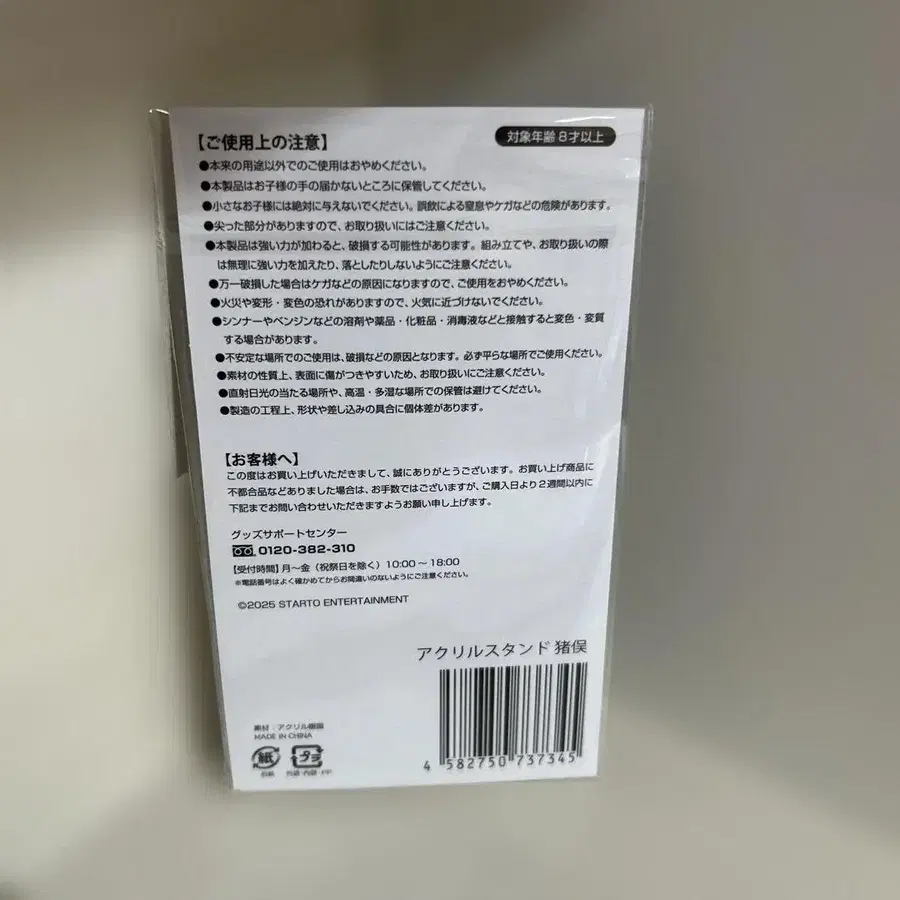 【ご使用上の注意】
対象年齢 8才以上
●本来の用途以外でのご使用はおやめください。
●本製品はお子様の手の届かないところに保管してください。
●小さなお子様には絶対に与えないでください。誤飲による窒息やケガなどの危険があります。
●尖った部分がありますので、お取り扱いにはご注意ください。
●本製品は強い力が加わると、破損する可能性があります。組み立てや、お取り扱いの際
は無理に強い力を加えたり、落としたりしないようにご注意ください。
●万一破損した場合はケガなどの原因になりますので、ご使用をおやめください。
●火災や変形・変色の恐れがありますので、火気に近づけないでください。
●シンナーやベンジンなどの溶剤や薬品・化粧品・消毒液などと接触すると変色・変質
する場合があります。
●不安定な場所でのご使用は、破損などの原因となります。必ず平らな場所でご使用ください。
●素材の性質上、表面に傷がつきやすいため、お取り扱いにご注意ください。
●直射日光の当たる場所や、高温・多湿な場所での保管は避けてください。
●製造の工程上、形状や差し込みの具合に個体差があります。
【お客様へ】
この度はお買い上げいただきまして、誠にありがとうございます。お買い上げ商品に
不都合品などありました場合は、お手数ではございますが、ご購入日より2週間以内に
下記までお問い合わせいただきますようお願い申し上げます。
グッズサポートセンター
0120-382-310
【受付時間】月～金（祝祭日を除く）10:00～18:00
※電話番号はよく確かめてからお間違いのないようにご注意ください。
©2025 STARTO ENTERTAINMENT
アクリルスタンド 猪俣
素材：アクリル樹脂
MADE IN CHINA
紙
プラ
台紙
外袋・内袋：PP
4 582750 737345